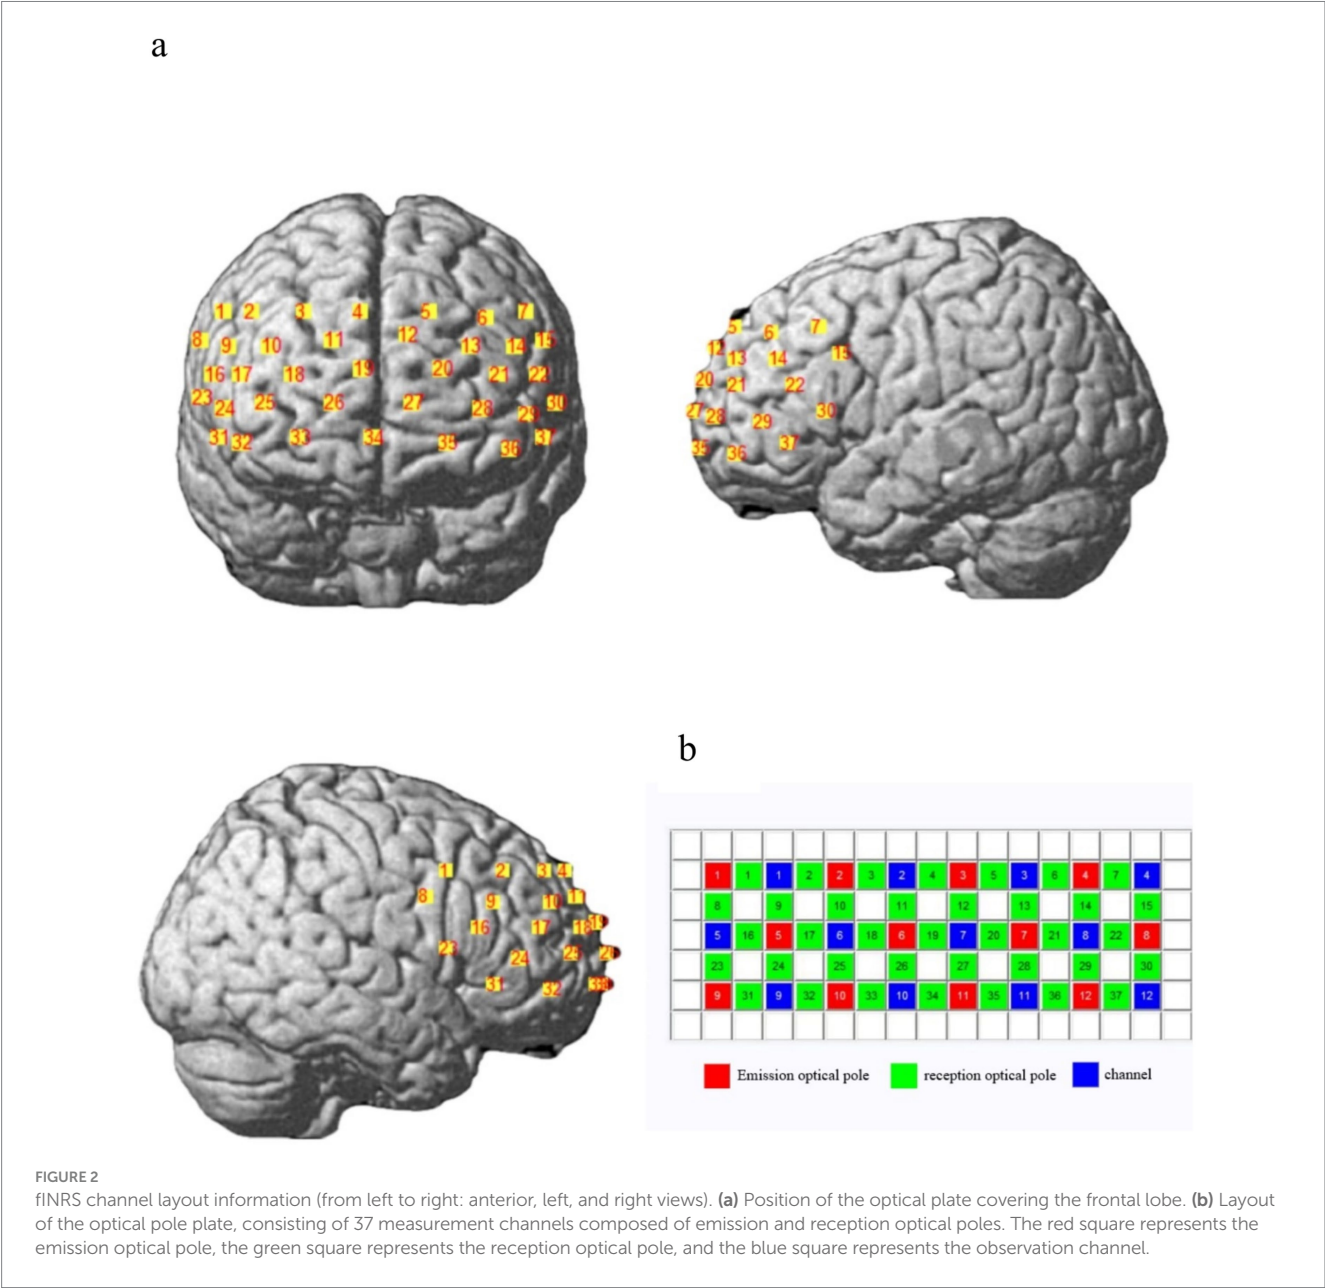 a
1 2 3 4 5 6 7
8 9 10 11 12 13 14 15
16 17 18 19 20 21 22
23 24 25 26 27 28 29 30
31 32 33 34 35 36 37
5 6 7
12 13 14 15
20 21 22
27 28 29 30
35 36 37
1 2 3 4
8 9 10 11
16 17 18 19
23 24 25
31 32
b
1 1 1 2 2 3 2 4 3 5 3 6 4 7 4
8 9 10 11 12 13 14 15
5 16 5 17 6 18 6 19 7 20 7 21 8 22 8
23 24 25 26 27 28 29 30
9 31 9 32 10 33 10 34 11 35 11 36 12 37 12
Emission optical pole reception optical pole channel
FIGURE 2
fINRS channel layout information (from left to right: anterior, left, and right views). (a) Position of the optical plate covering the frontal lobe. (b) Layout
of the optical pole plate, consisting of 37 measurement channels composed of emission and reception optical poles. The red square represents the
emission optical pole, the green square represents the reception optical pole, and the blue square represents the observation channel.